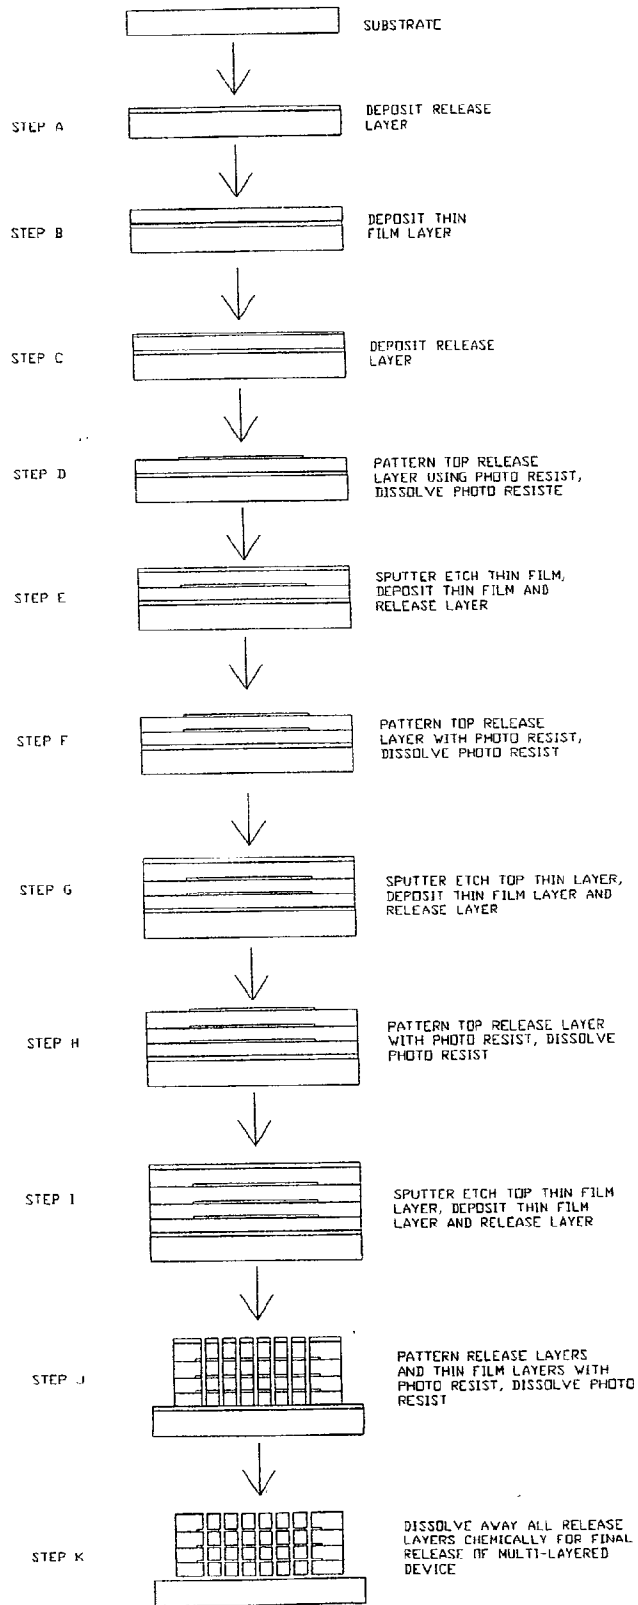 SUBSTRATE
STEP A
DEPOSIT RELEASE
LAYER
STEP B
DEPOSIT THIN
FILM LAYER
STEP C
DEPOSIT RELEASE
LAYER
STEP D
PATTERN TOP RELEASE
LAYER USING PHOTO RESIST,
DISSOLVE PHOTO RESISTE
STEP E
SPUTTER ETCH THIN FILM,
DEPOSIT THIN FILM AND
RELEASE LAYER
STEP F
PATTERN TOP RELEASE
LAYER WITH PHOTO RESIST,
DISSOLVE PHOTO RESIST
STEP G
SPUTTER ETCH TOP THIN LAYER,
DEPOSIT THIN FILM LAYER AND
RELEASE LAYER
STEP H
PATTERN TOP RELEASE LAYER
WITH PHOTO RESIST, DISSOLVE
PHOTO RESIST
STEP I
SPUTTER ETCH TOP THIN FILM
LAYER, DEPOSIT THIN FILM
LAYER AND RELEASE LAYER
STEP J
PATTERN RELEASE LAYERS
AND THIN FILM LAYERS WITH
PHOTO RESIST, DISSOLVE PHOTO
RESIST
STEP K
DISSOLVE AWAY ALL RELEASE
LAYERS CHEMICALLY FOR FINAL
RELEASE OF MULTI-LAYERED
DEVICE